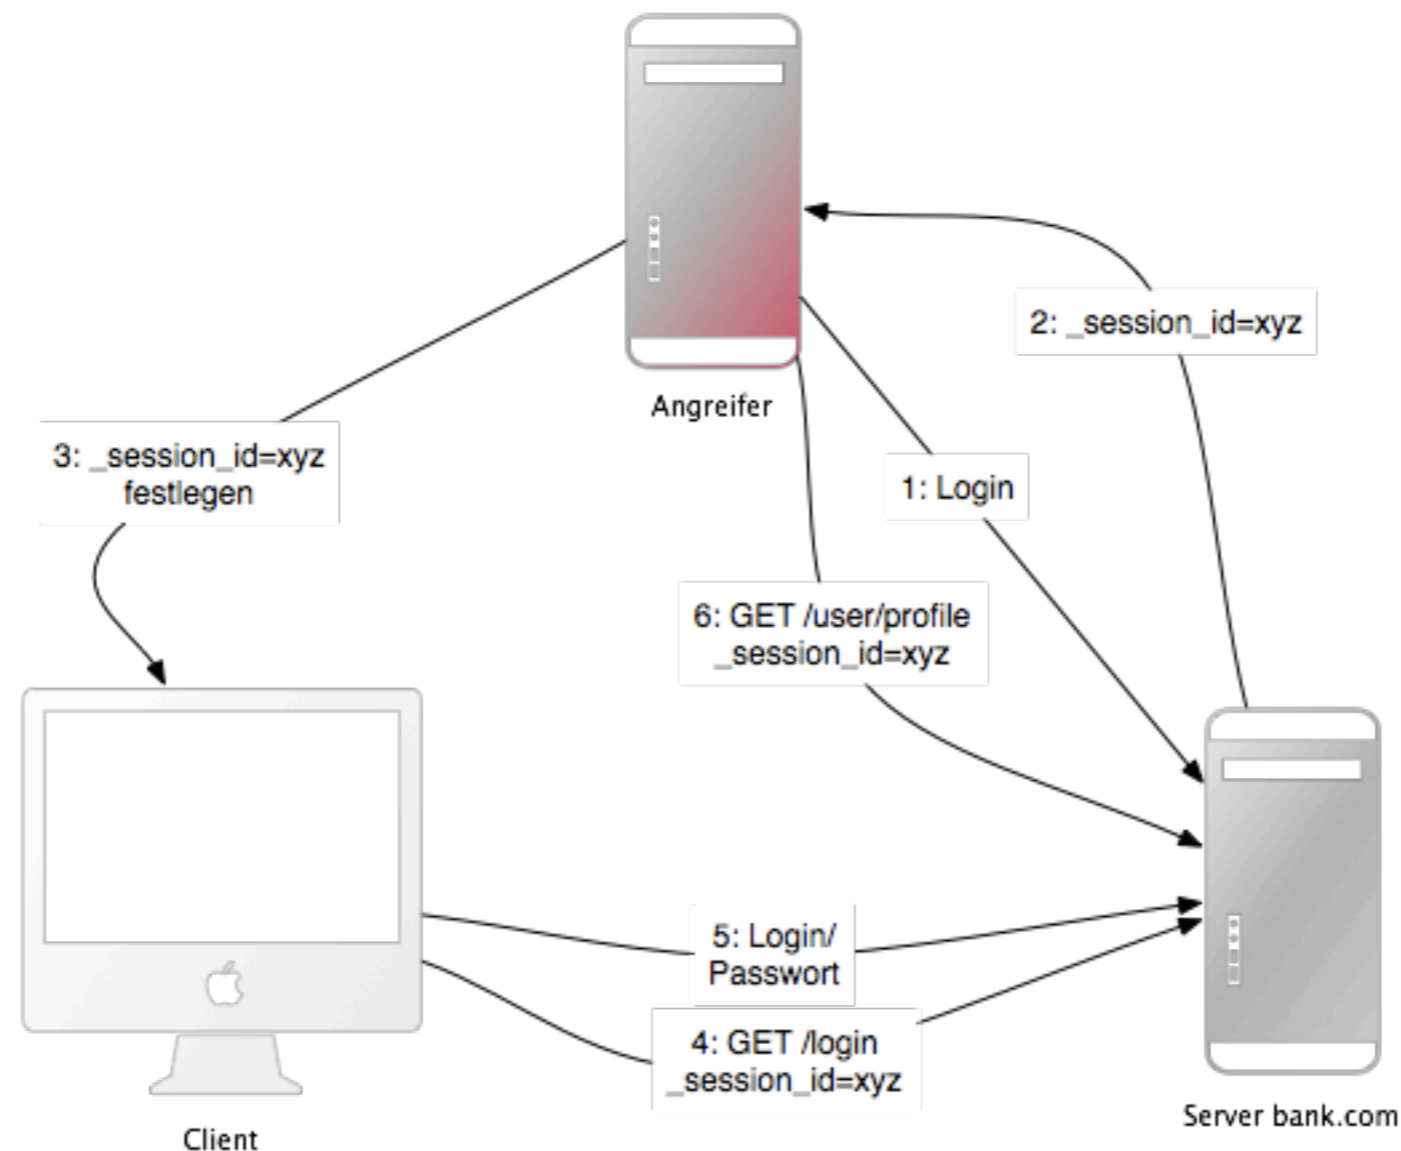 Angreifer
2: _session_id=xyz
3: _session_id=xyz
festlegen
1: Login
6: GET /user/profile
_session_id=xyz
5: Login/
Passwort
4: GET /login
_session_id=xyz
Client
Server bank.com